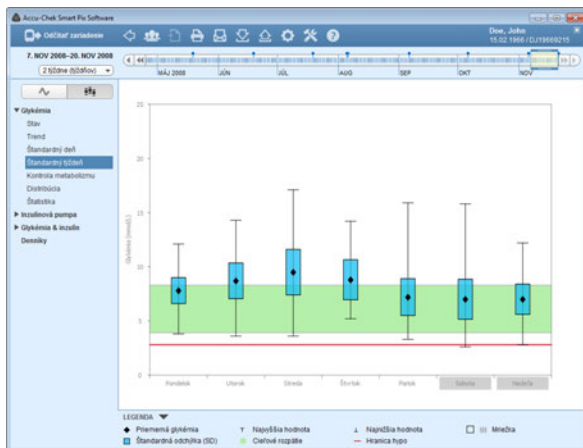 Accu-Chek Smart Pix Software
Odčítať zariadenie
Doe, John
15.02.1966 / DJ19569215
7. NOV 2008–20. NOV 2008
2 týždne (týždňov)
MÁJ 2008 JÚN JÚL AUG SEP OKT NOV
Glykémia
Stav
Trend
Štandardný deň
Štandardný týždeň
Kontrola metabolizmu
Distribúcia
Štatistika
Inzulínová pumpa
Glykémia & inzulín
Denníky
Glykémia (mmol/L)
25
20
15
10
5
0
Pondelok Utorok Streda Štvrtok Piatok Sobota Nedeľa
LEGENDA
Priemerná glykémia Najvyššia hodnota Najnižšia hodnota Mriežka
Štandardná odchýlka (SD) Cieľové rozpätie Hranica hypo